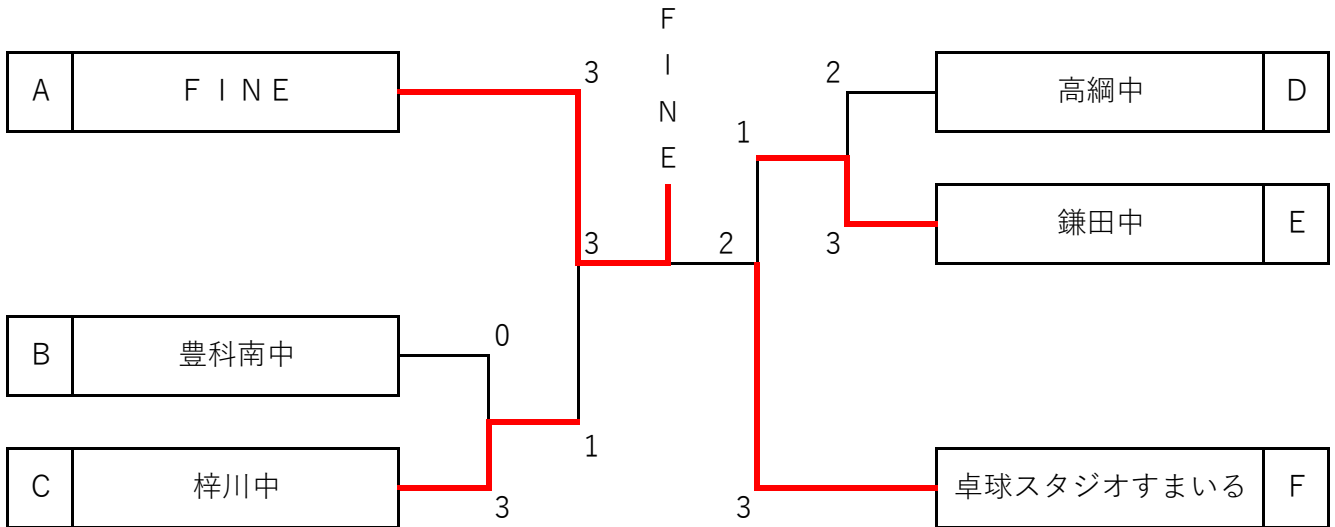 FINE
A FINE 3
3
B 豊科南中 0
C 梓川中 3
1
2 高綱中 D
1
3 鎌田中 E
2
3 卓球スタジオすまいる F